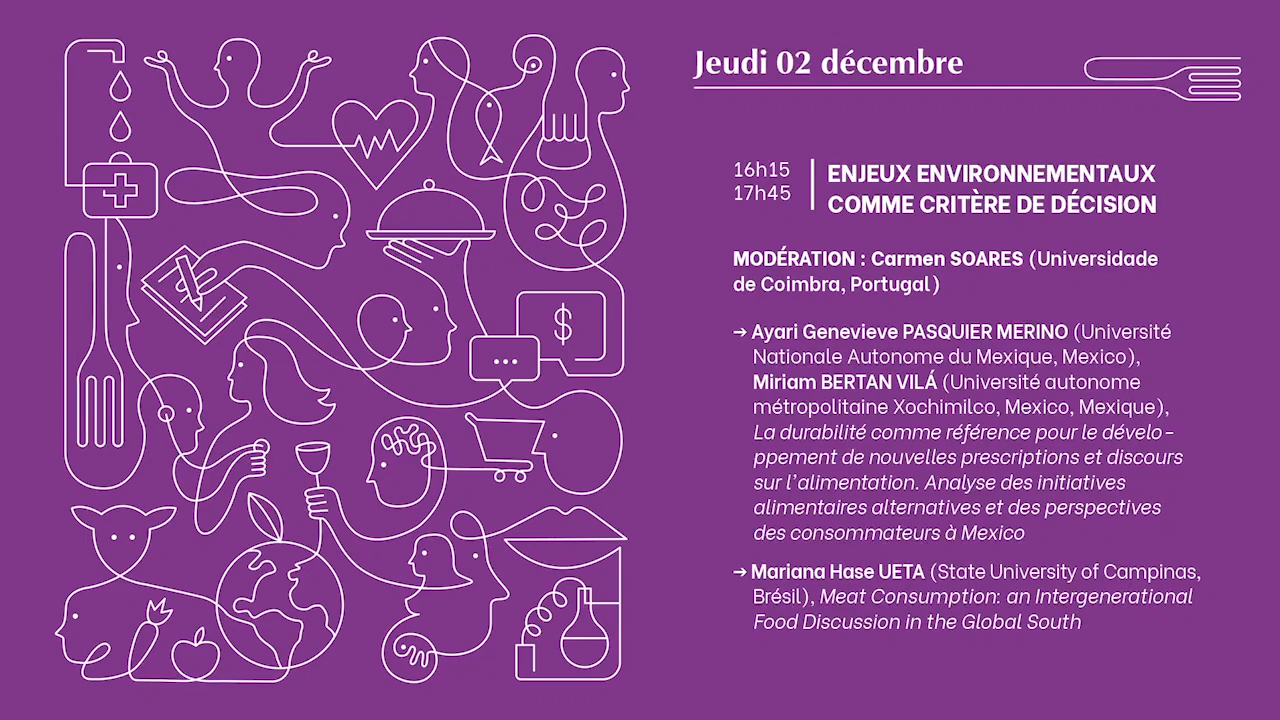 Jeudi 02 décembre
16h15
17h45
ENJEUX ENVIRONNEMENTAUX
COMME CRITÈRE DE DÉCISION
MODÉRATION : Carmen SOARES (Universidade
de Coimbra, Portugal)
→ Ayari Genevieve PASQUIER MERINO (Université
Nationale Autonome du Mexique, Mexico),
Miriam BERTAN VILÁ (Université autonome
métropolitaine Xochimilco, Mexico, Mexique),
La durabilité comme référence pour le dévelo-
ppement de nouvelles prescriptions et discours
sur l'alimentation. Analyse des initiatives
alimentaires alternatives et des perspectives
des consommateurs à Mexico
→ Mariana Hase UETA (State University of Campinas,
Brésil), Meat Consumption: an Intergenerational
Food Discussion in the Global South
$
...